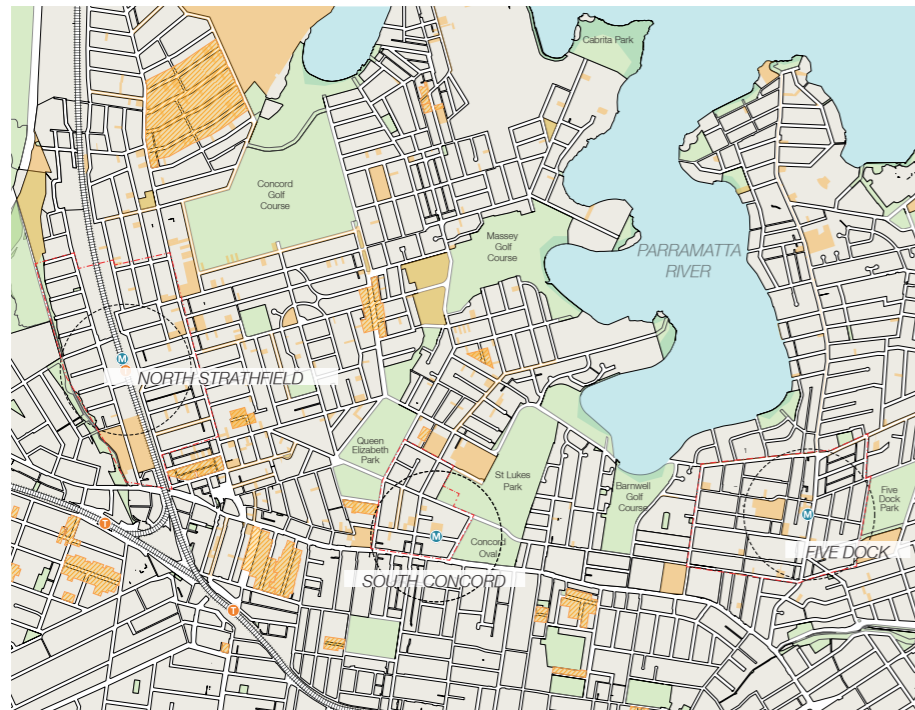 Cabrita Park
Concord
Golf
Course
Massey
Golf
Course
PARRAMATTA
RIVER
M
NORTH STRATHFIELD
Queen
Elizabeth
Park
St Lukes
Park
Barnwell
Golf
Course
Five
Dock
Park
M
M
T
Concord
Oval
FIVE DOCK
SOUTH CONCORD
T